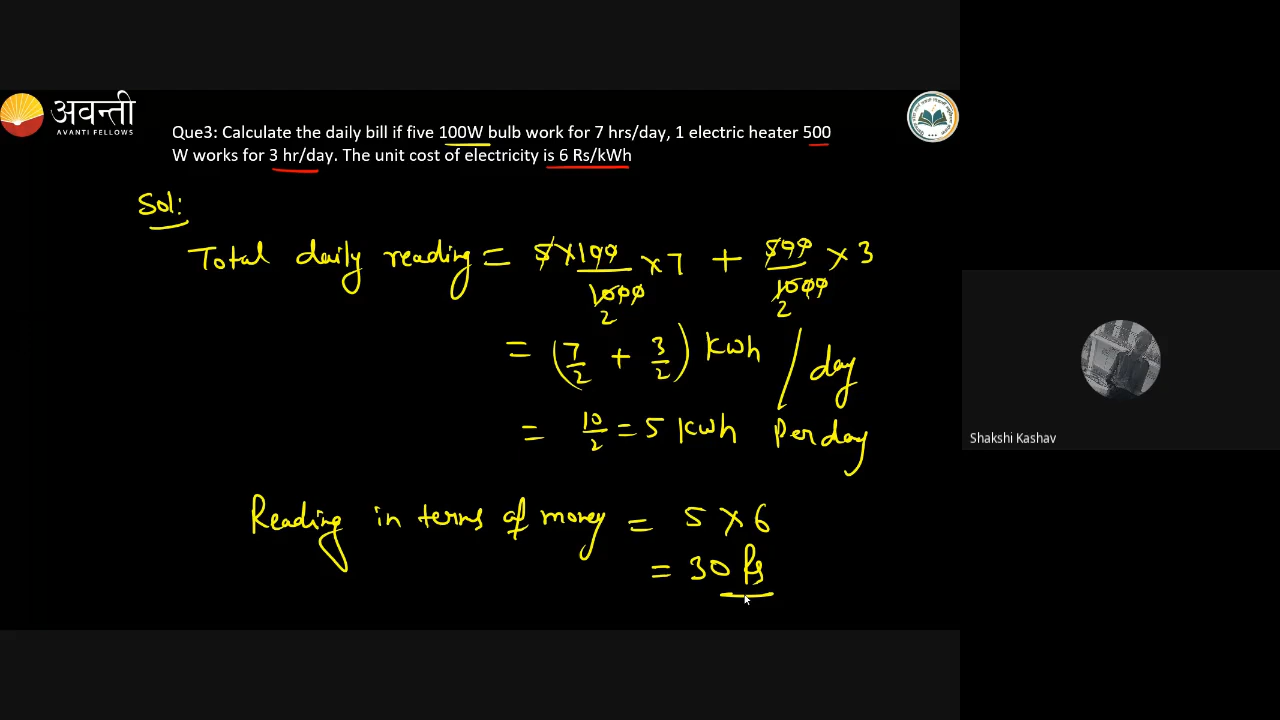 अवन्ती
AVANTI FELLOWS
Que3: Calculate the daily bill if five 100W bulb work for 7 hrs/day, 1 electric heater 500
W works for 3 hr/day. The unit cost of electricity is 6 Rs/kWh
Sol:
Total daily reading = 5 × 100/1000 × 7 + 500/1000 × 3
2 2
= (7/2 + 3/2) kwh / day
= 10/2 = 5 kwh Per day
Reading in terms of money = 5 × 6
= 30 Rs
Shakshi Kashav